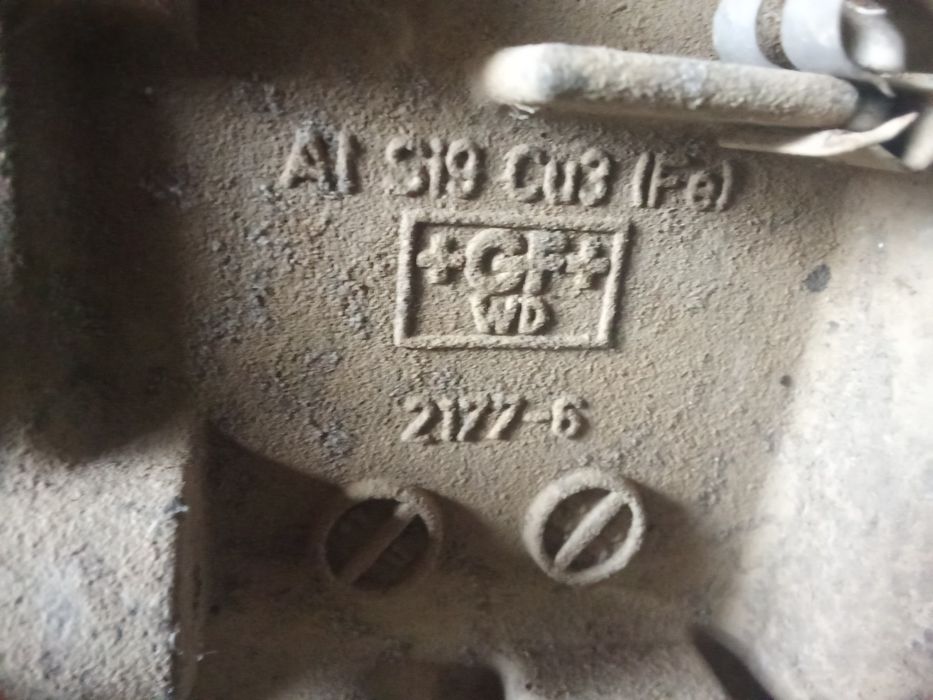 Al Si9 Cu3 (Fe)
+GF+
WD
2177-6